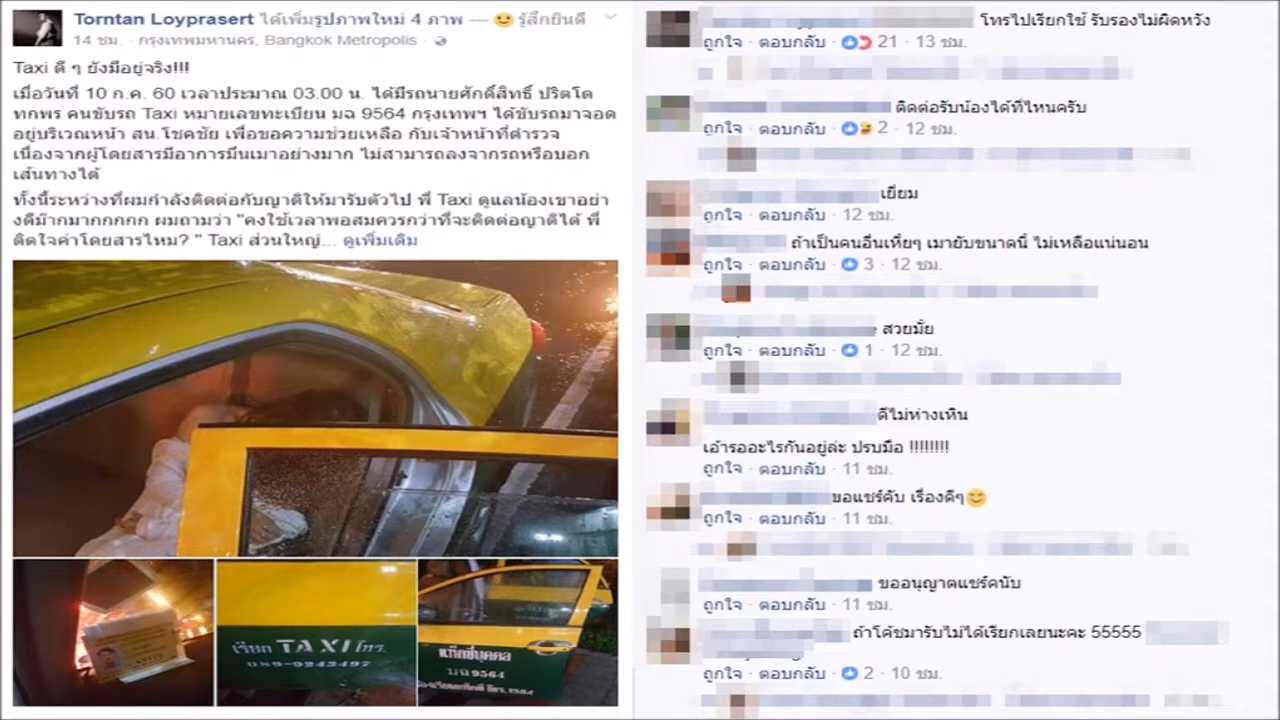 Torntan Loyprasert ได้เพิ่มรูปภาพใหม่ 4 ภาพ — รู้สึกยินดี
14 ชม. · กรุงเทพมหานคร, Bangkok Metropolis ·
Taxi ดี ๆ ยังมีอยู่จริง!!!
เมื่อวันที่ 10 ก.ค. 60 เวลาประมาณ 03.00 น. ได้มีรถนายศักดิ์สิทธิ์ ปริตโต
ทกพร คนขับรถ Taxi หมายเลขทะเบียน มฉ 9564 กรุงเทพฯ ได้ขับรถมาจอด
อยู่บริเวณหน้า สน.โชคชัย เพื่อขอความช่วยเหลือ กับเจ้าหน้าที่ตำรวจ
เนื่องจากผู้โดยสารมีอาการมึนเมาอย่างมาก ไม่สามารถลงจากรถหรือบอก
เส้นทางได้
ทั้งนี้ระหว่างที่ผมกำลังติดต่อกับญาติให้มารับตัวไป พี่ Taxi ดูแลน้องเขาอย่า
งดีม๊ากมากกกกก ผมถามว่า "คงใช้เวลาพอสมควรกว่าที่จะติดต่อญาติได้ พี่
ติดใจค่าโดยสารไหม? " Taxi ส่วนใหญ่... ดูเพิ่มเติม
เรียก TAXI โทร.
089-9243497
แท็กซี่บุคคล
มฉ 9564
โทรไปเรียกใช้ รับรองไม่ผิดหวัง
ถูกใจ · ตอบกลับ · 21 · 13 ชม.
ติดต่อรับน้องได้ที่ไหนครับ
ถูกใจ · ตอบกลับ · 2 · 12 ชม.
เยี่ยม
ถูกใจ · ตอบกลับ · 12 ชม.
ถ้าเป็นคนอื่นเหี่ยๆ เมายับขนาดนี้ ไม่เหลือแน่นอน
ถูกใจ · ตอบกลับ · 3 · 12 ชม.
สวยมั้ย
ถูกใจ · ตอบกลับ · 1 · 12 ชม.
ดีไม่ห่างเหิน
เอ้ารออะไรกันอยู่ล่ะ ปรบมือ !!!!!!!!
ถูกใจ · ตอบกลับ · 11 ชม.
ขอแชร์คับ เรื่องดีๆ
ถูกใจ · ตอบกลับ · 11 ชม.
ขออนุญาตแชร์คนับ
ถูกใจ · ตอบกลับ · 11 ชม.
ถ้าโค้ชมารับไม่ได้เรียกเลยนะคะ 55555
ถูกใจ · ตอบกลับ · 2 · 10 ชม.